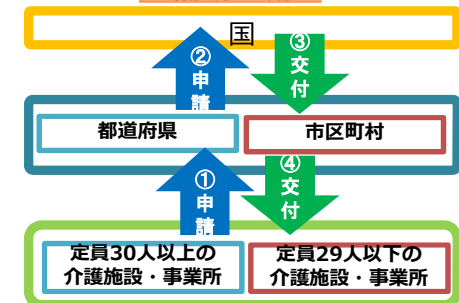 国
②
申
請
③
交
付
都道府県
市区町村
①
申
請
④
交
付
定員30人以上の
介護施設・事業所
定員29人以下の
介護施設・事業所